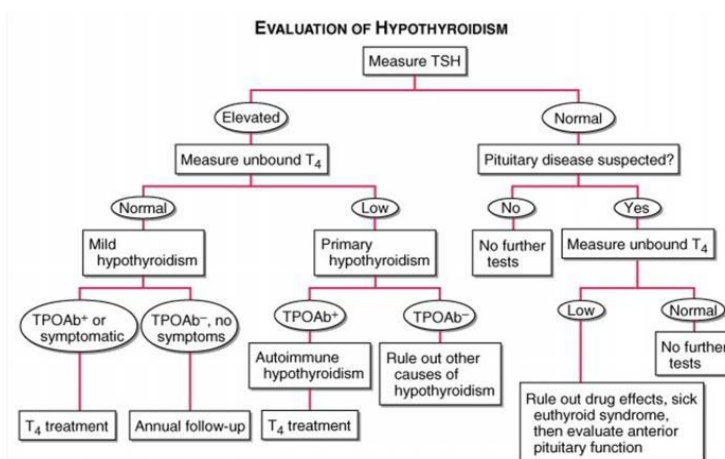 EVALUATION OF HYPOTHYROIDISM
Measure TSH
Elevated
Normal
Measure unbound T₄
Pituitary disease suspected?
Normal
Low
No
Yes
Mild
hypothyroidism
Primary
hypothyroidism
No further
tests
Measure unbound T₄
TPOAb⁺ or
symptomatic
TPOAb⁻, no
symptoms
TPOAb⁺
TPOAb⁻
Low
Normal
Autoimmune
hypothyroidism
Rule out other
causes of
hypothyroidism
No further
tests
T₄ treatment
Annual follow-up
T₄ treatment
Rule out drug effects, sick
euthyroid syndrome,
then evaluate anterior
pituitary function